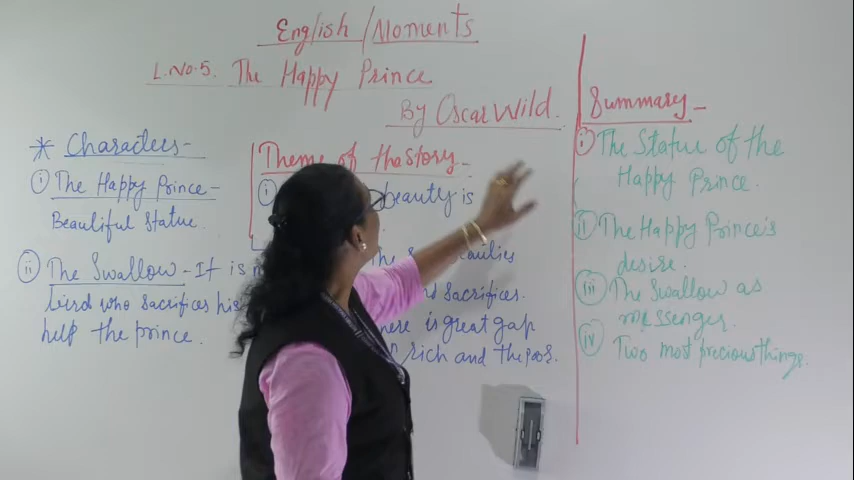 English/Moments
L.No.5. The Happy Prince
By Oscar Wild.
* Characters-
i The Happy Prince-
Beauiful Statue.
ii The Swallow - It is
bird who sacrifices his
help the prince.
Theme of thestory-
i beauty is
the
and sacrifices.
is great gap
rich and the poor.
Summary-
i) The Statue of the
Happy Prince.
ii The Happy Prince's
desire.
iii The Swallow as
messenger.
iv Two most precious things.